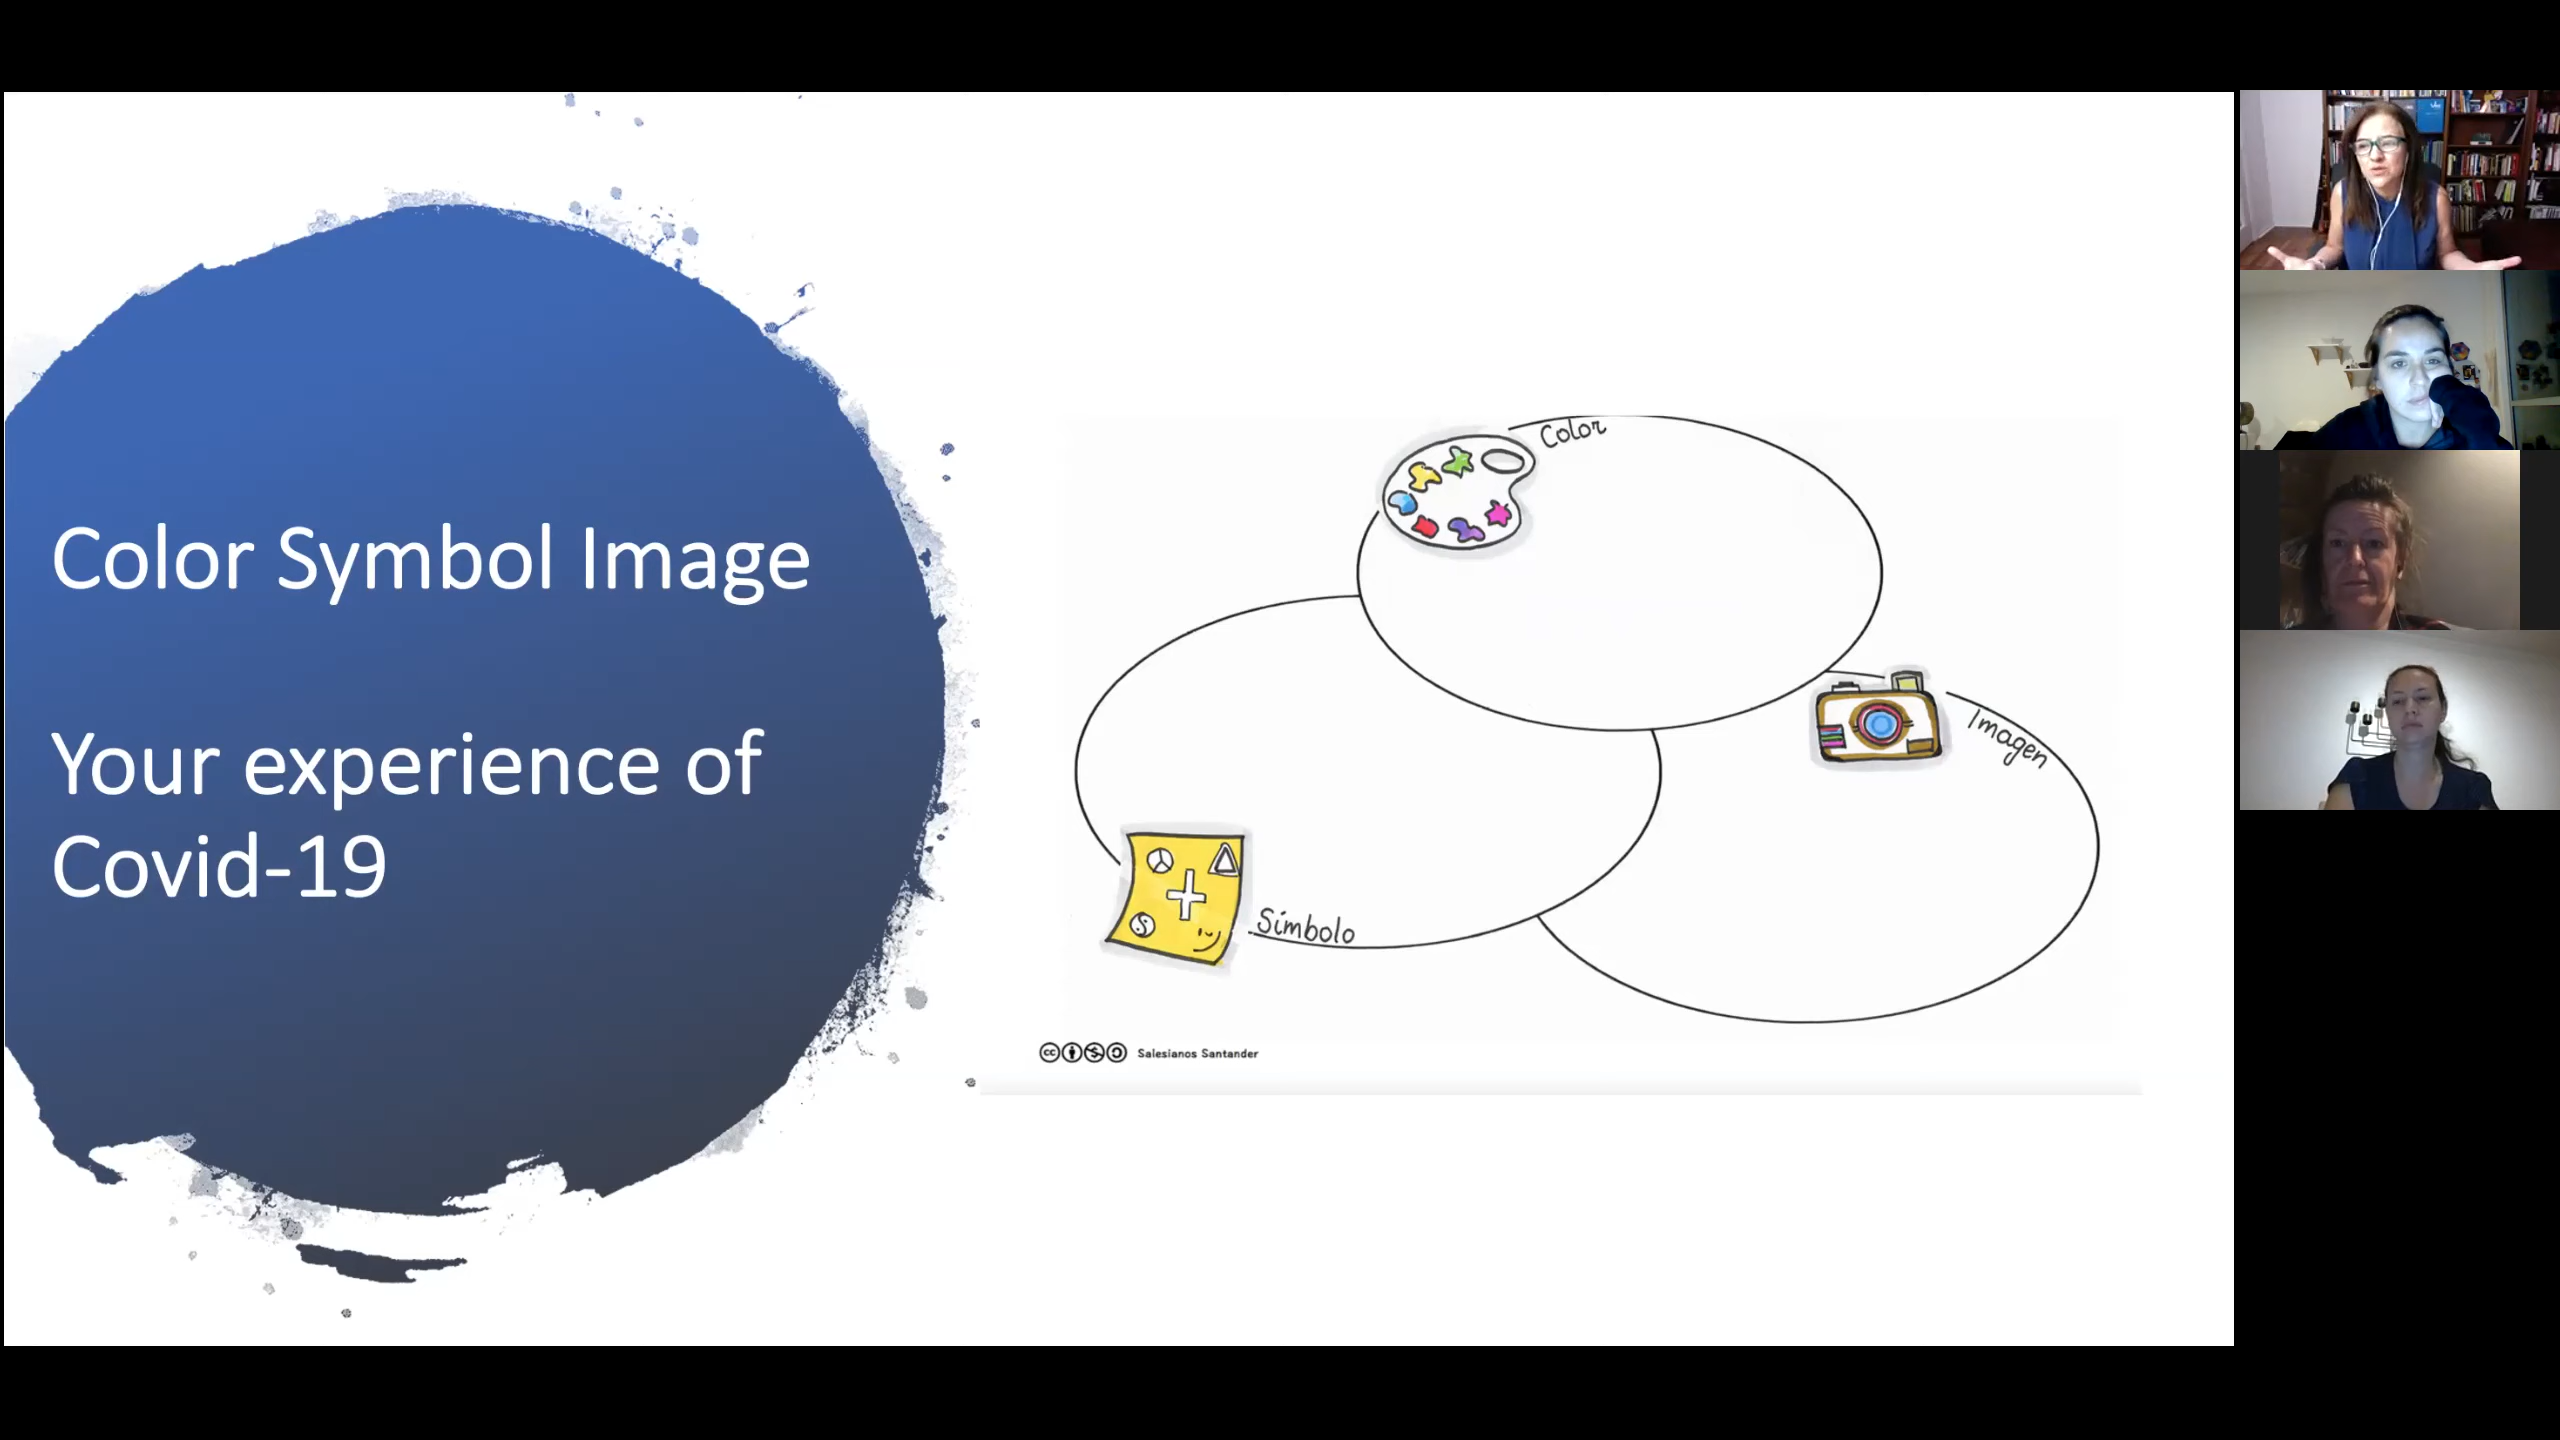 Color Symbol Image
Your experience of
Covid-19
Color
Imagen
Símbolo
Salesianos Santander